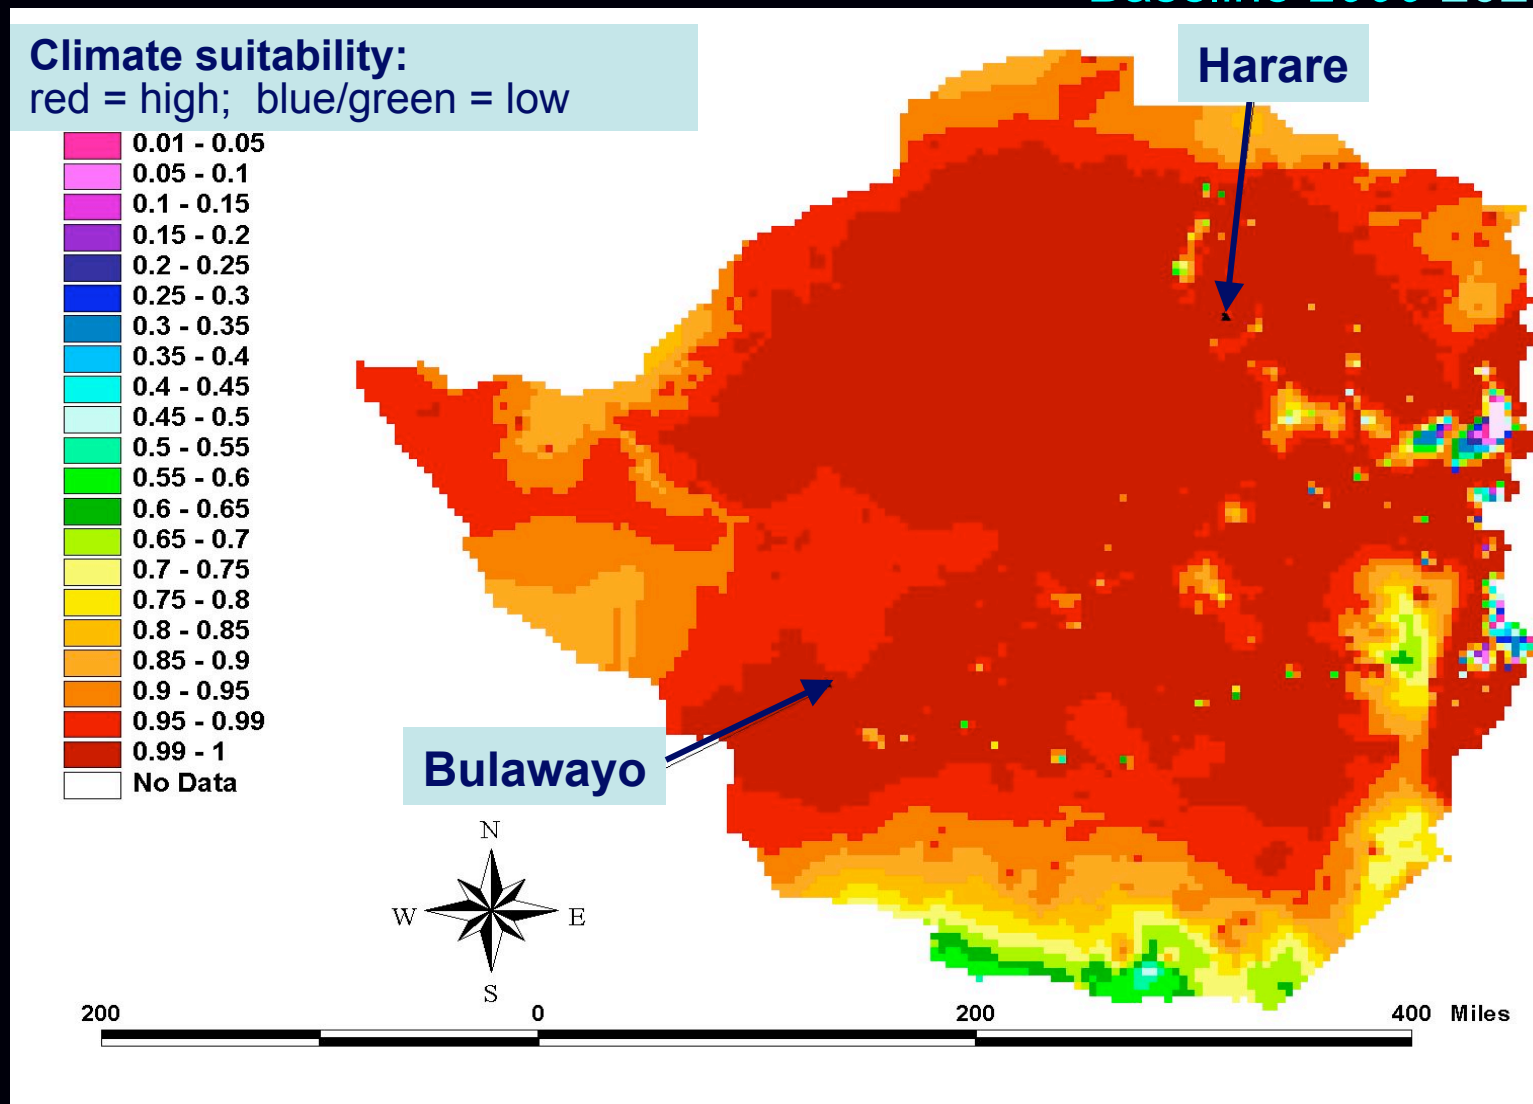 Climate suitability:
red = high; blue/green = low
Harare
0.01 - 0.05
0.05 - 0.1
0.1 - 0.15
0.15 - 0.2
0.2 - 0.25
0.25 - 0.3
0.3 - 0.35
0.35 - 0.4
0.4 - 0.45
0.45 - 0.5
0.5 - 0.55
0.55 - 0.6
0.6 - 0.65
0.65 - 0.7
0.7 - 0.75
0.75 - 0.8
0.8 - 0.85
0.85 - 0.9
0.9 - 0.95
0.95 - 0.99
0.99 - 1
No Data
Bulawayo
N
W E
S
200 0 200 400 Miles